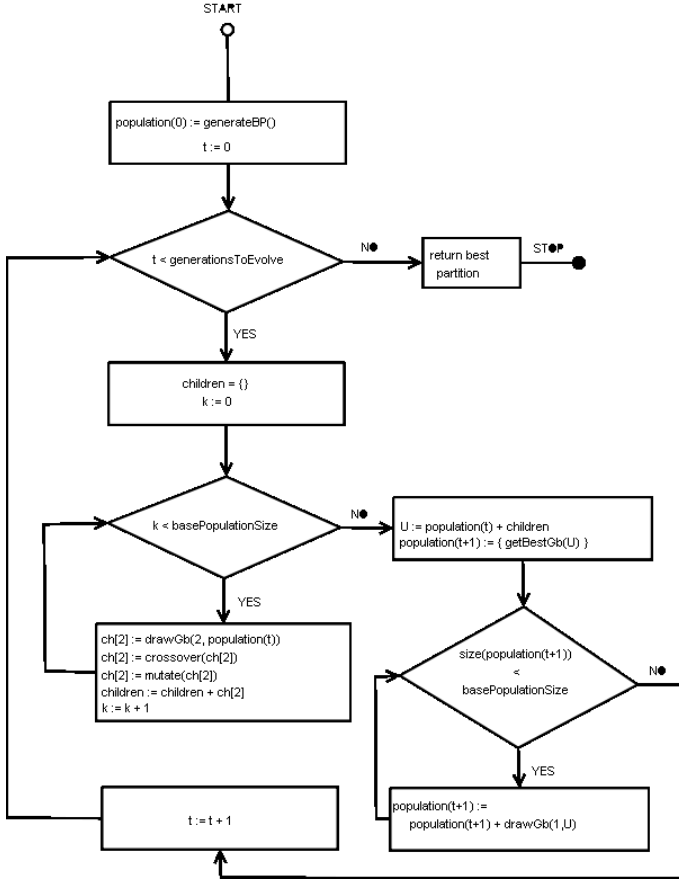 START
population(0) := generateBP()
t := 0
t < generationsToEvolve
NO
return best
partition
STOP
YES
children = {}
k := 0
k < basePopulationSize
NO
U := population(t) + children
population(t+1) := { getBestGb(U) }
YES
ch[2] := drawGb(2, population(t))
ch[2] := crossover(ch[2])
ch[2] := mutate(ch[2])
children := children + ch[2]
k := k + 1
size(population(t+1))
<
basePopulationSize
NO
YES
population(t+1) :=
population(t+1) + drawGb(1,U)
t := t + 1